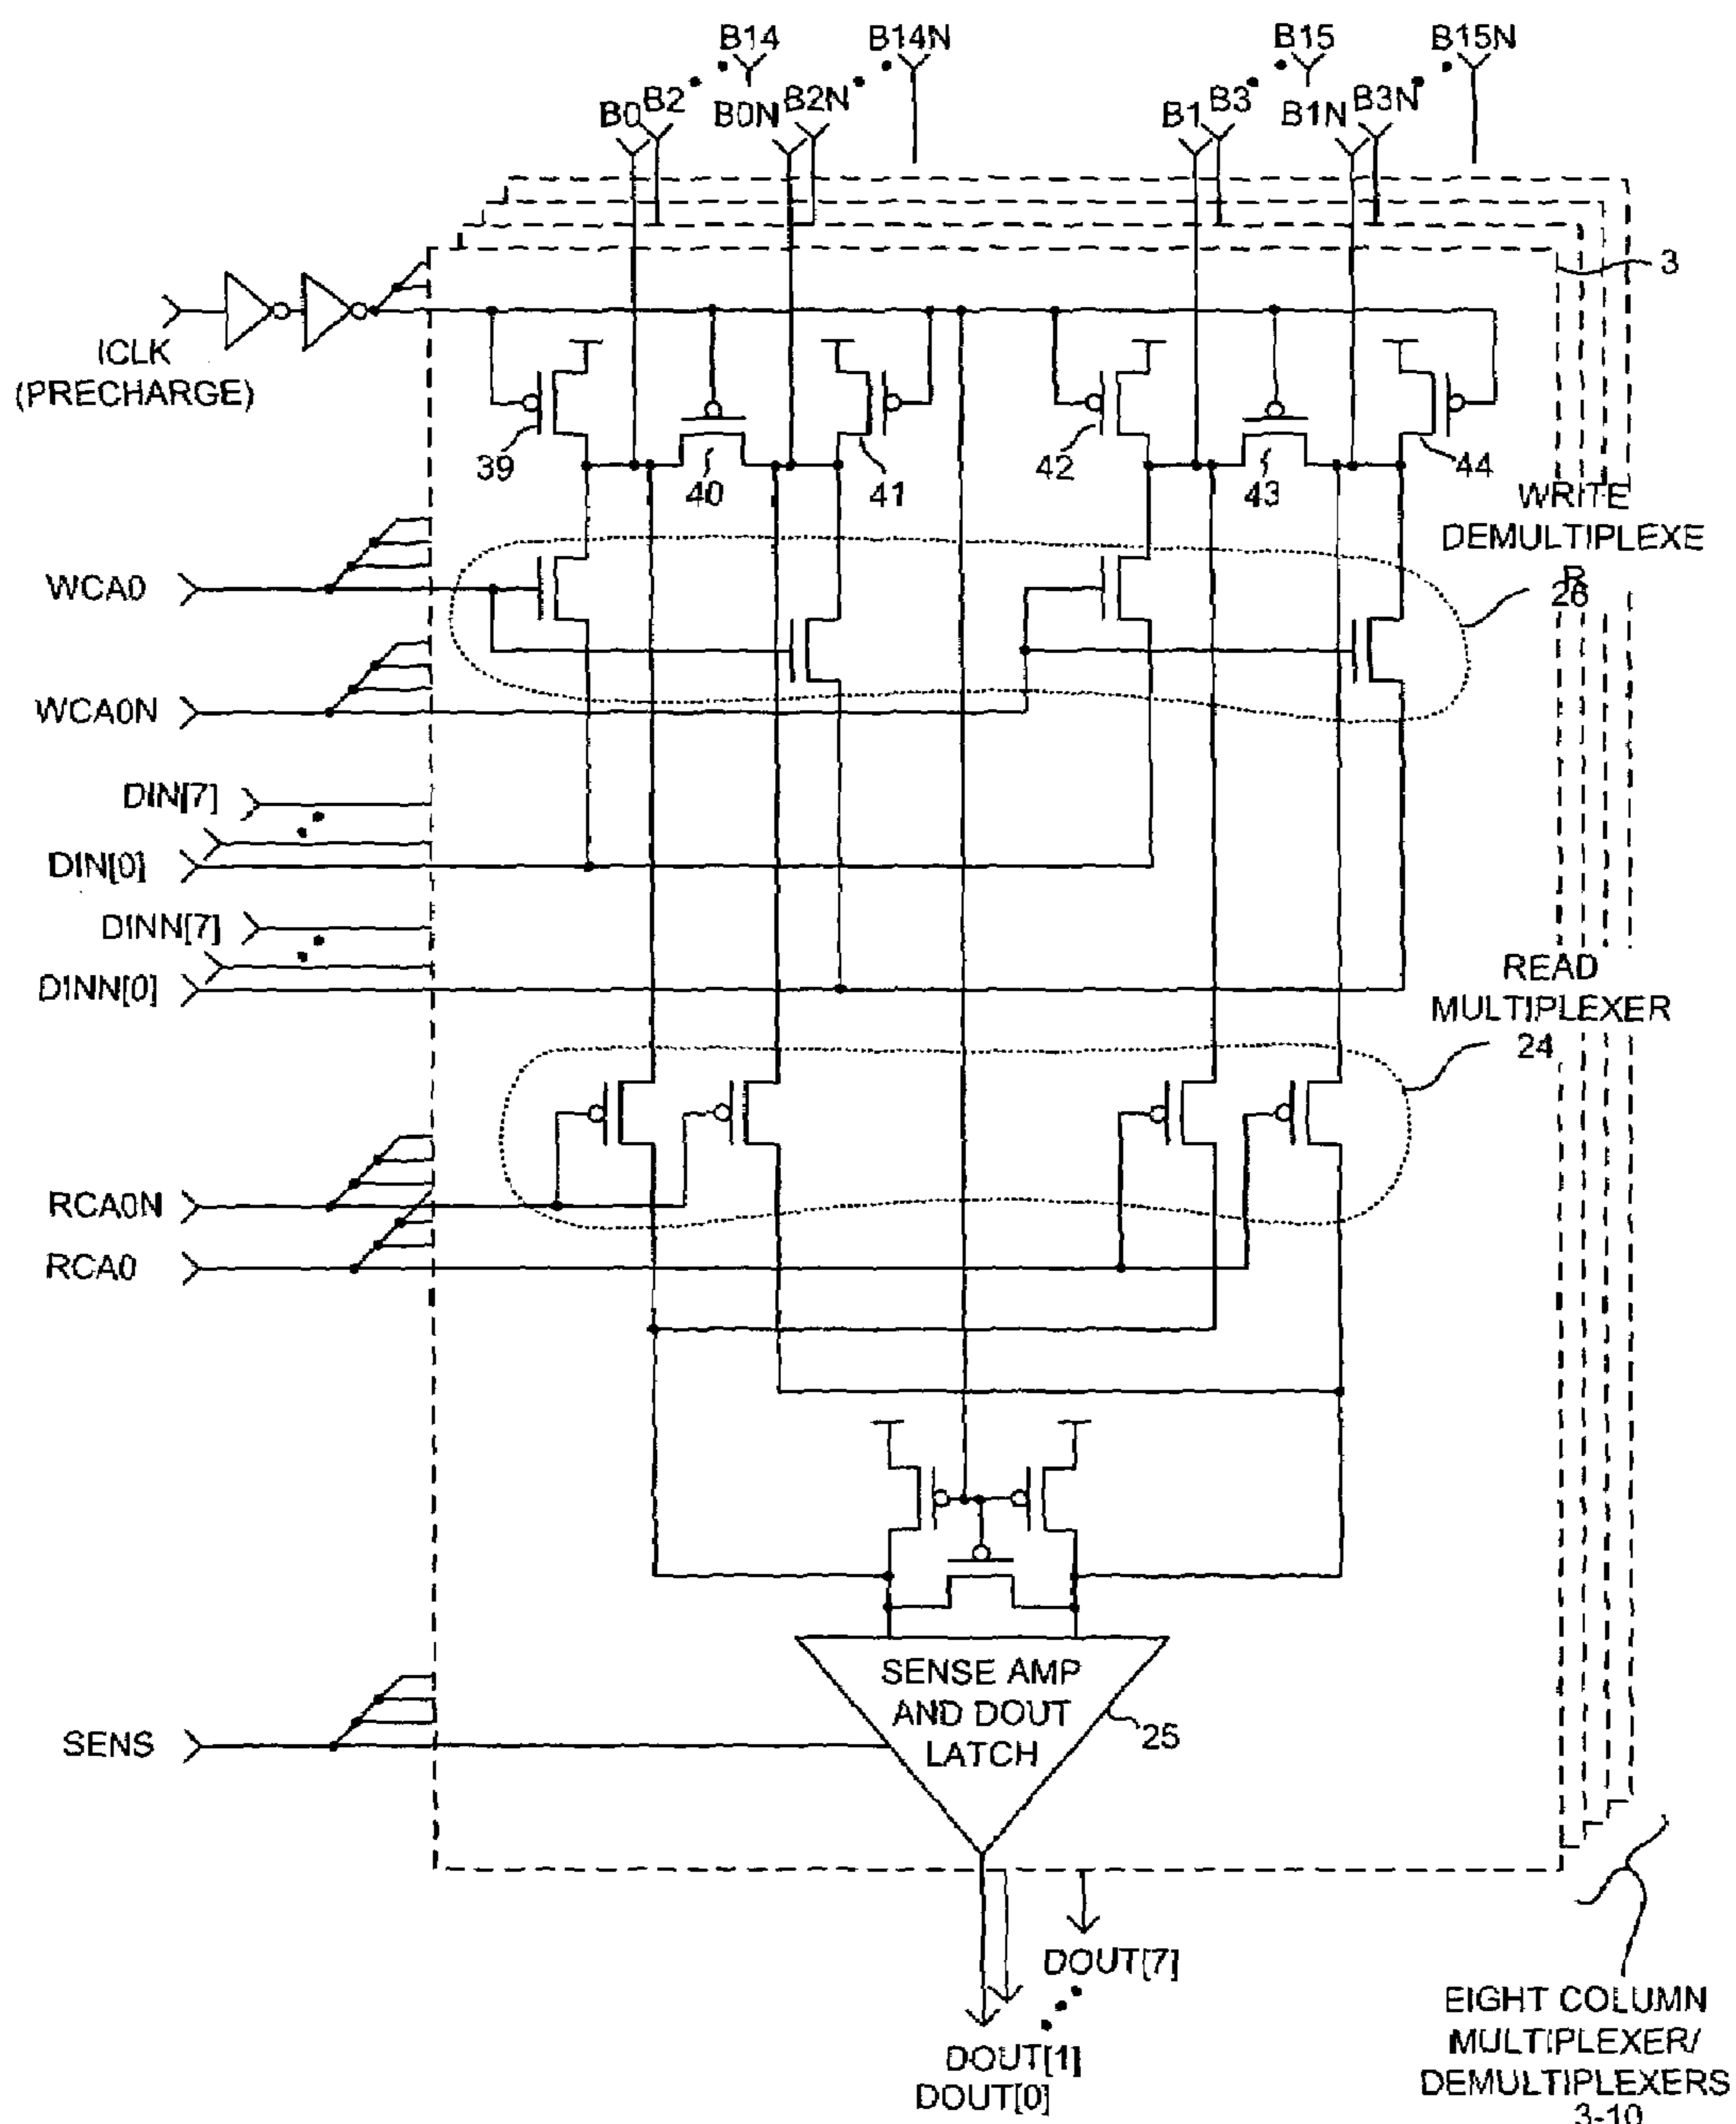 B14 B14N B15 B15N
B0 B2 B0N B2N B1 B3 B1N B3N
3
ICLK
(PRECHARGE)
39 40 41 42 43 44
WRITE
DEMULTIPLEXE
R
26
WCA0
WCA0N
DIN[7]
DIN[0]
DINN[7]
DINN[0]
READ
MULTIPLEXER
24
RCA0N
RCA0
SENSE AMP
AND DOUT
LATCH
25
SENS
DOUT[7]
DOUT[1]
DOUT[0]
EIGHT COLUMN
MULTIPLEXER/
DEMULTIPLEXERS
3-10